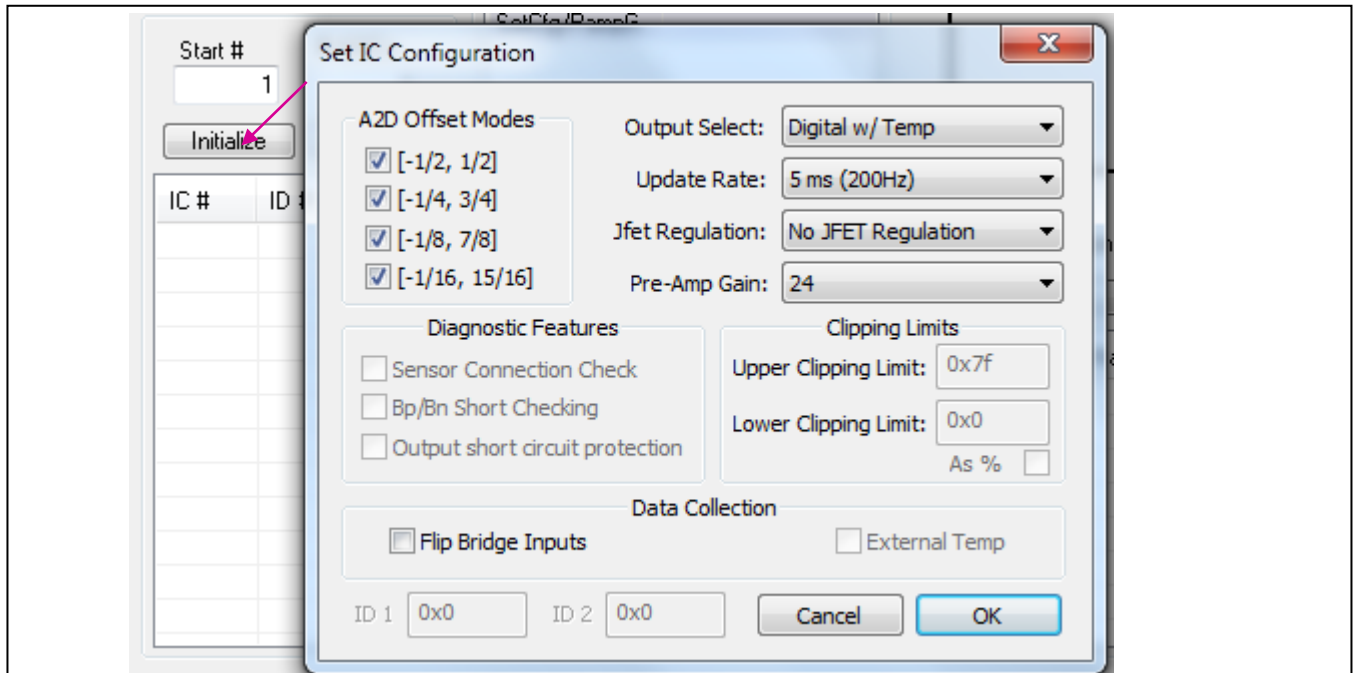 SetCfg/RampG
Start #
1
Initialize
IC #
ID #
Set IC Configuration
x
A2D Offset Modes
[-1/2, 1/2]
[-1/4, 3/4]
[-1/8, 7/8]
[-1/16, 15/16]
Output Select: Digital w/ Temp
Update Rate: 5 ms (200Hz)
Jfet Regulation: No JFET Regulation
Pre-Amp Gain: 24
Diagnostic Features
Sensor Connection Check
Bp/Bn Short Checking
Output short circuit protection
Clipping Limits
Upper Clipping Limit: 0x7f
Lower Clipping Limit: 0x0
As %
Data Collection
Flip Bridge Inputs
External Temp
ID 1 0x0 ID 2 0x0
Cancel OK